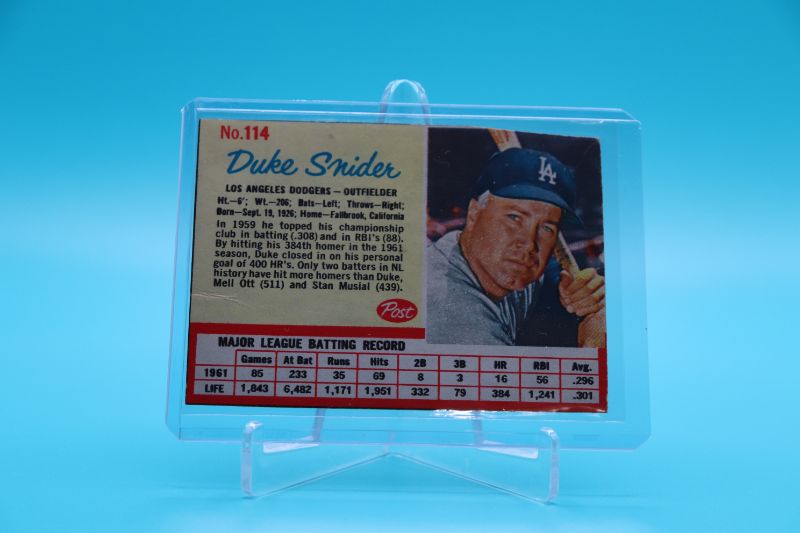 No.114
Duke Snider
LOS ANGELES DODGERS — OUTFIELDER
Ht.—6'; Wt.—206; Bats—Left; Throws—Right;
Born—Sept. 19, 1926; Home—Fallbrook, California
In 1959 he topped his championship
club in batting (.308) and in RBI's (88).
By hitting his 384th homer in the 1961
season, Duke closed in on his personal
goal of 400 HR's. Only two batters in NL
history have hit more homers than Duke,
Mell Ott (511) and Stan Musial (439).
Post
LA
MAJOR LEAGUE BATTING RECORD
Games At Bat Runs Hits 2B 3B HR RBI Avg.
1961 85 233 35 69 8 3 16 56 .296
LIFE 1,843 6,482 1,171 1,951 332 79 384 1,241 .301